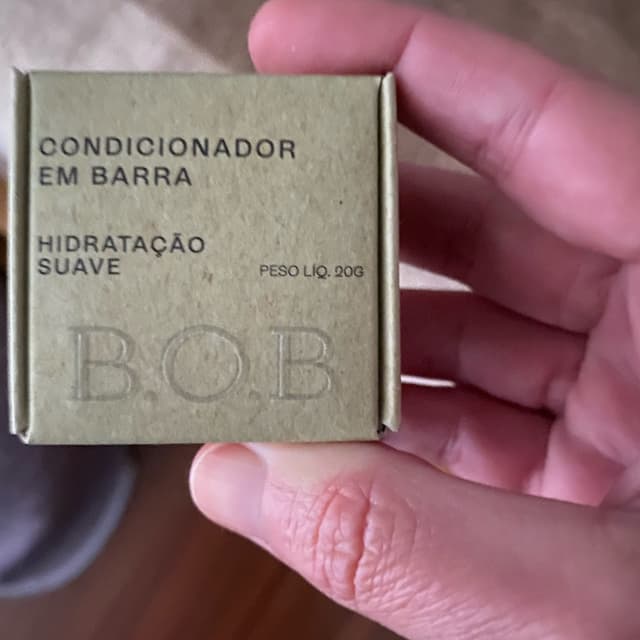 CONDICIONADOR
EM BARRA
HIDRATAÇÃO
SUAVE
PESO LÍQ. 20G
B.O.B